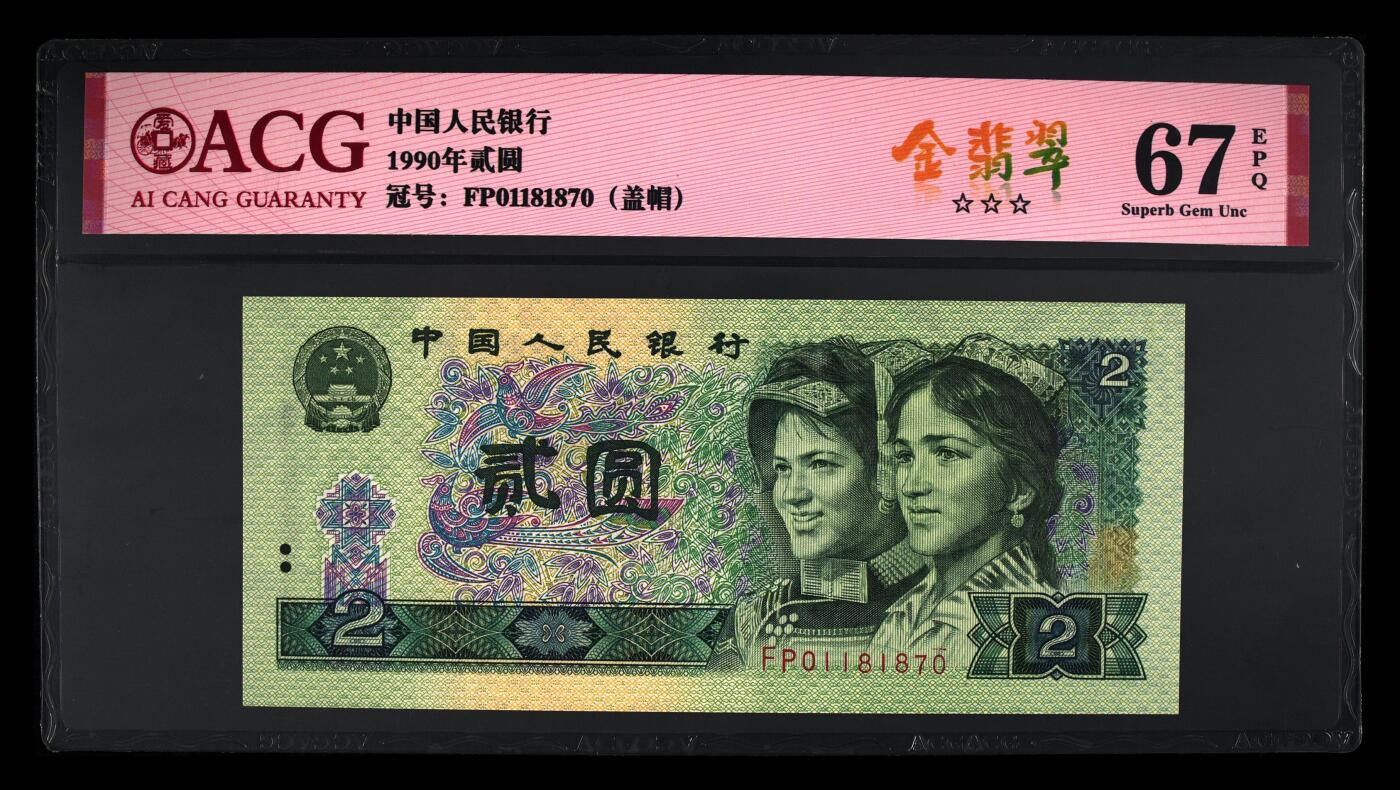 ACG
AI CANG GUARANTY
中国人民银行
1990年贰圆
冠号：FP01181870（盖帽）
金翡翠
☆☆☆
67
EPQ
Superb Gem Unc
中国人民银行
2
贰圆
2
2
FP01181870